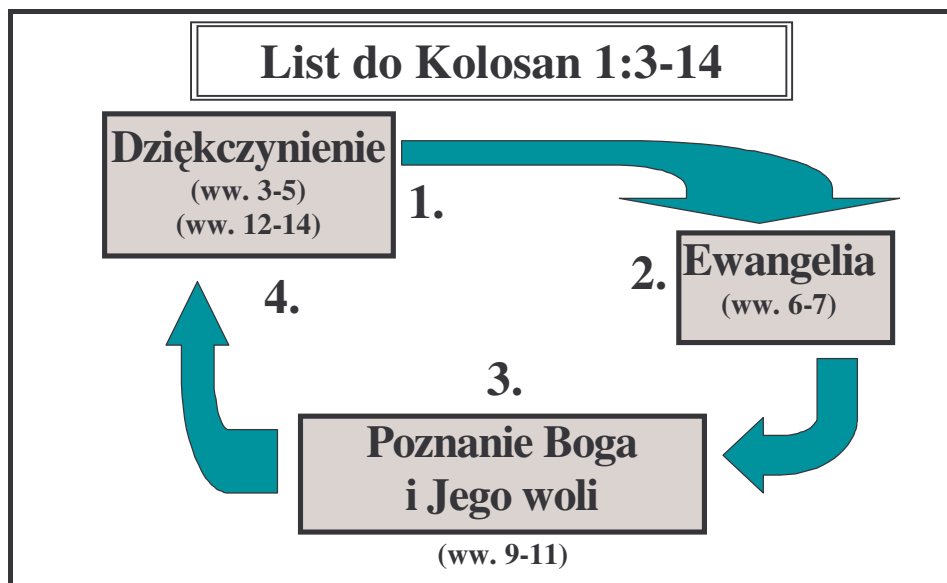 List do Kolosan 1:3-14
Dziękczynienie
(ww. 3-5)
(ww. 12-14)
1.
2.
Ewangelia
(ww. 6-7)
3.
Poznanie Boga
i Jego woli
(ww. 9-11)
4.